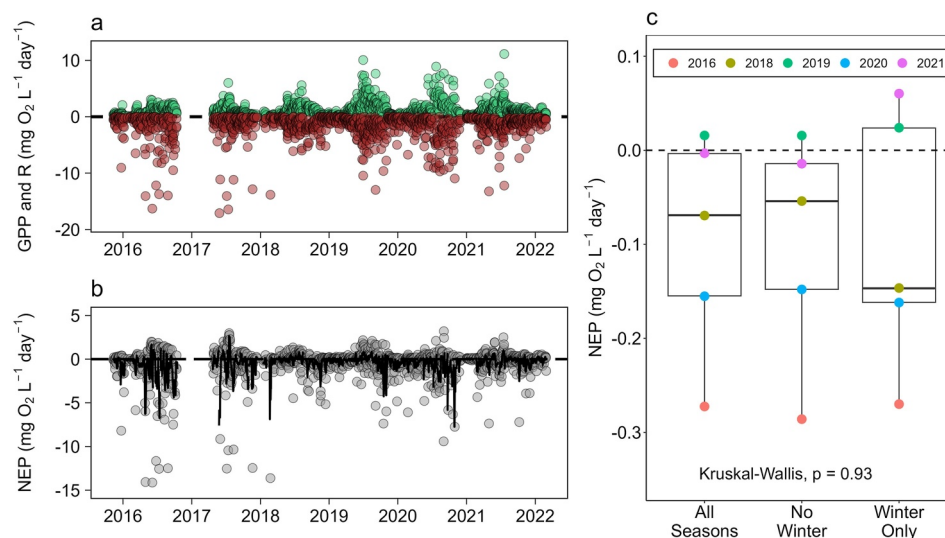 a
GPP and R (mg O₂ L⁻¹ day⁻¹)
10
0
-10
-20
2016 2017 2018 2019 2020 2021 2022
b
NEP (mg O₂ L⁻¹ day⁻¹)
5
0
-5
-10
-15
2016 2017 2018 2019 2020 2021 2022
c
2016 2018 2019 2020 2021
NEP (mg O₂ L⁻¹ day⁻¹)
0.1
0.0
-0.1
-0.2
-0.3
Kruskal-Wallis, p = 0.93
All No Winter
Seasons Winter Only